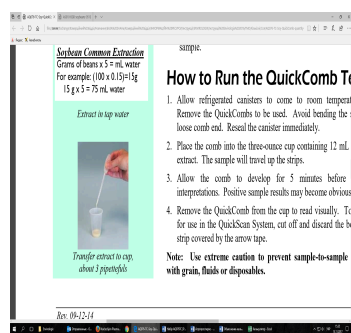 Soybean Common Extraction
Grams of beans x 5 = mL water
For example: (100 x 0.15)=15g
15 g x 5 = 75 mL water
Extract in tap water
Transfer extract to cup,
about 3 pipettefuls
Rev. 09-12-14
sample.
How to Run the QuickComb Te
1. Allow refrigerated canisters to come to room temperat
Remove the QuickCombs to be used. Avoid bending the
loose comb end. Reseal the canister immediately.
2. Place the comb into the three-ounce cup containing 12 mL
extract. The sample will travel up the strips.
3. Allow the comb to develop for 5 minutes before
interpretations. Positive sample results may become obvious
4. Remove the QuickComb from the cup to read visually. To
for use in the QuickScan System, cut off and discard the bo
strip covered by the arrow tape.
Note: Use extreme caution to prevent sample-to-sample
with grain, fluids or disposables.